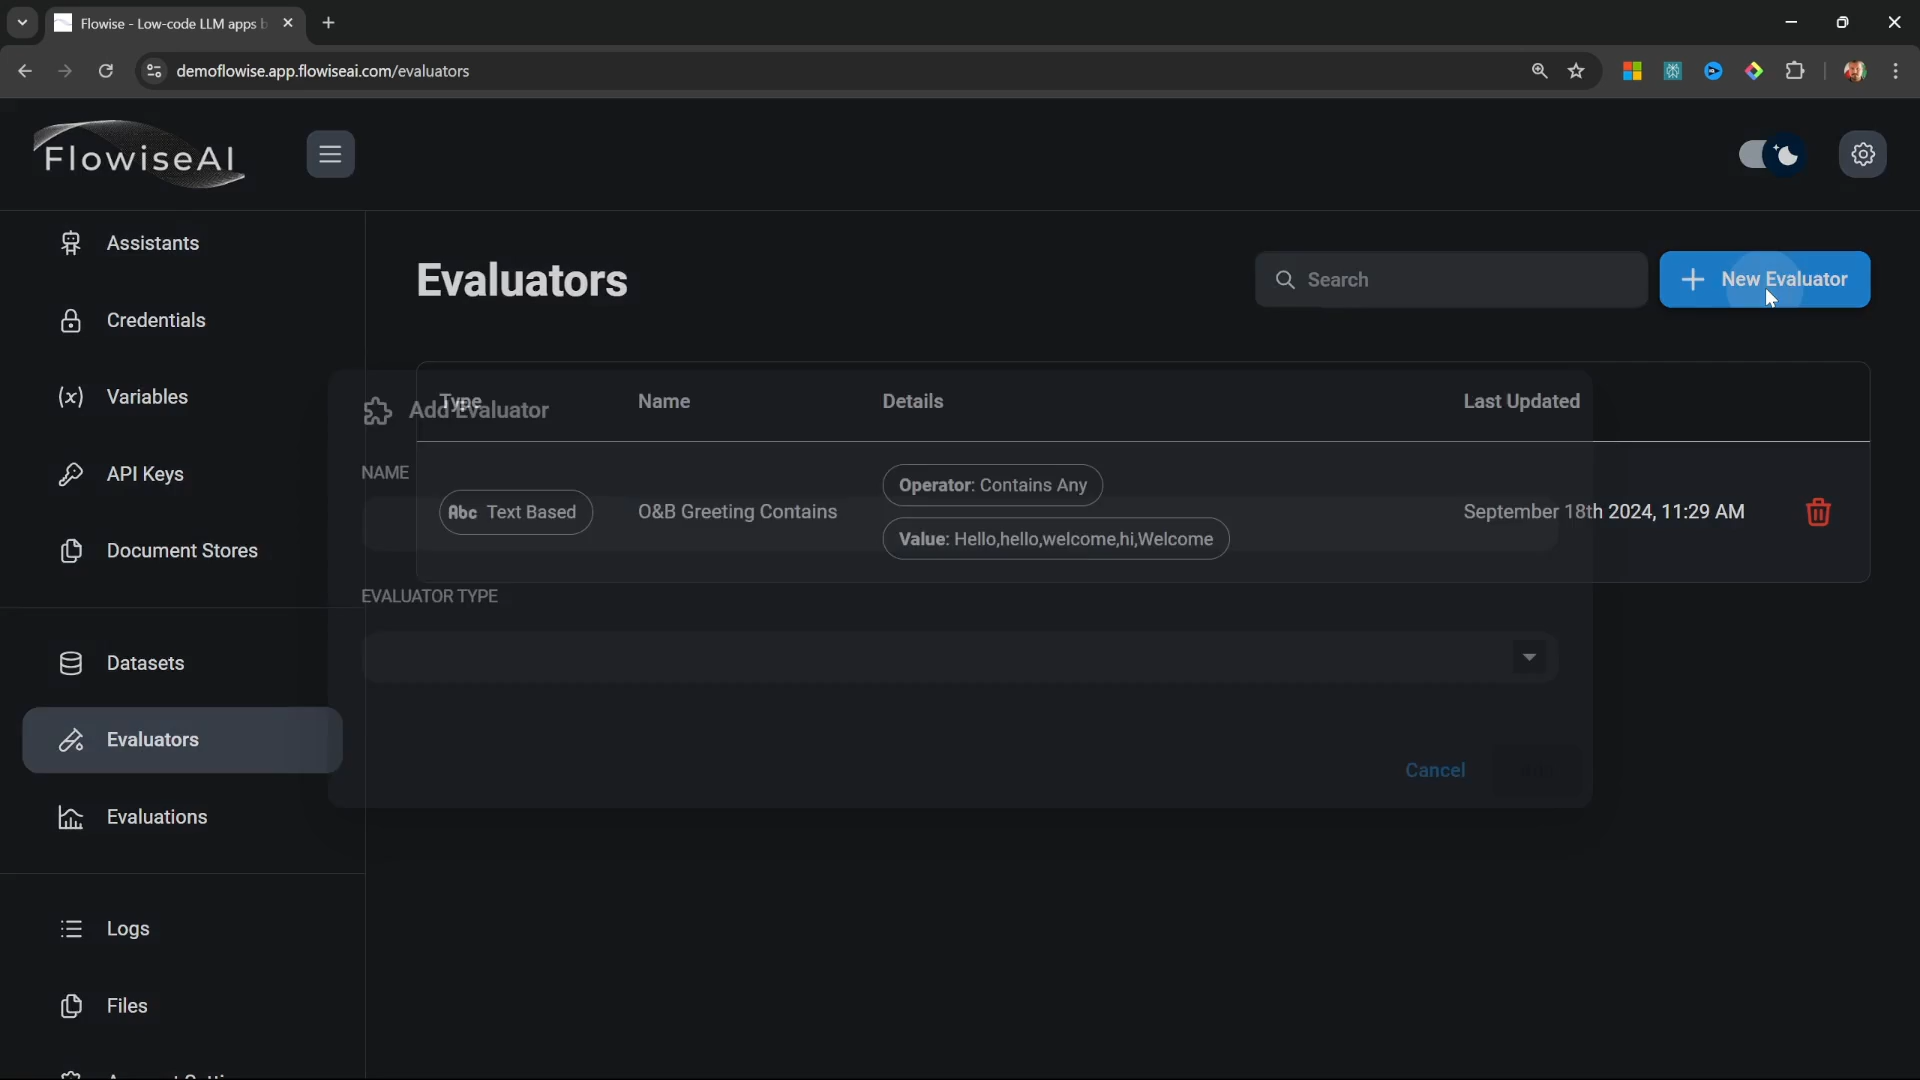 Flowise - Low-code LLM apps b
demoflowise.app.flowiseai.com/evaluators
FlowiseAI
Assistants
Credentials
Variables
API Keys
Document Stores
Datasets
Evaluators
Evaluations
Logs
Files
Evaluators
Search
New Evaluator
Type
Name
Details
Last Updated
Abc Text Based
O&B Greeting Contains
Operator: Contains Any
Value: Hello,hello,welcome,hi,Welcome
September 18th 2024, 11:29 AM
Add Evaluator
NAME
EVALUATOR TYPE
Cancel